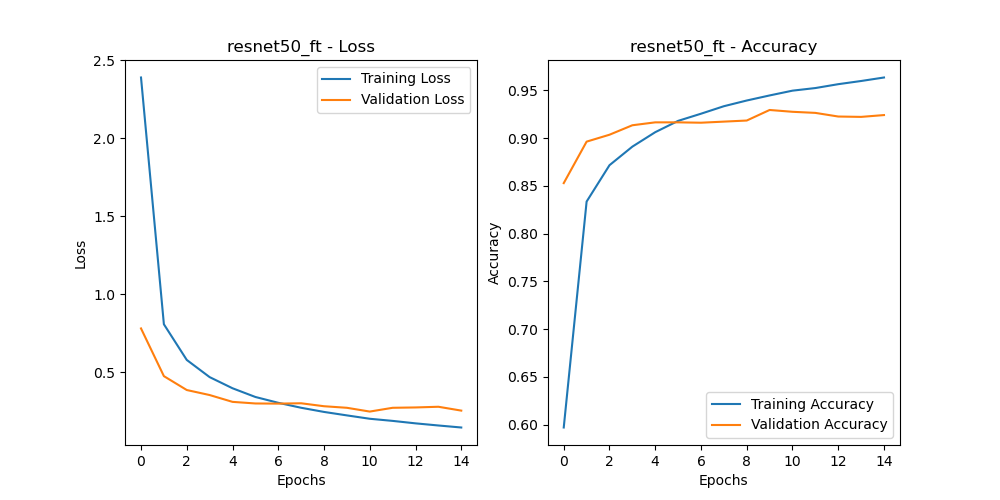 resnet50_ft - Loss
2.5
2.0
1.5
1.0
0.5
Loss
0 2 4 6 8 10 12 14
Epochs
Training Loss
Validation Loss
resnet50_ft - Accuracy
0.95
0.90
0.85
0.80
0.75
0.70
0.65
0.60
Accuracy
0 2 4 6 8 10 12 14
Epochs
Training Accuracy
Validation Accuracy